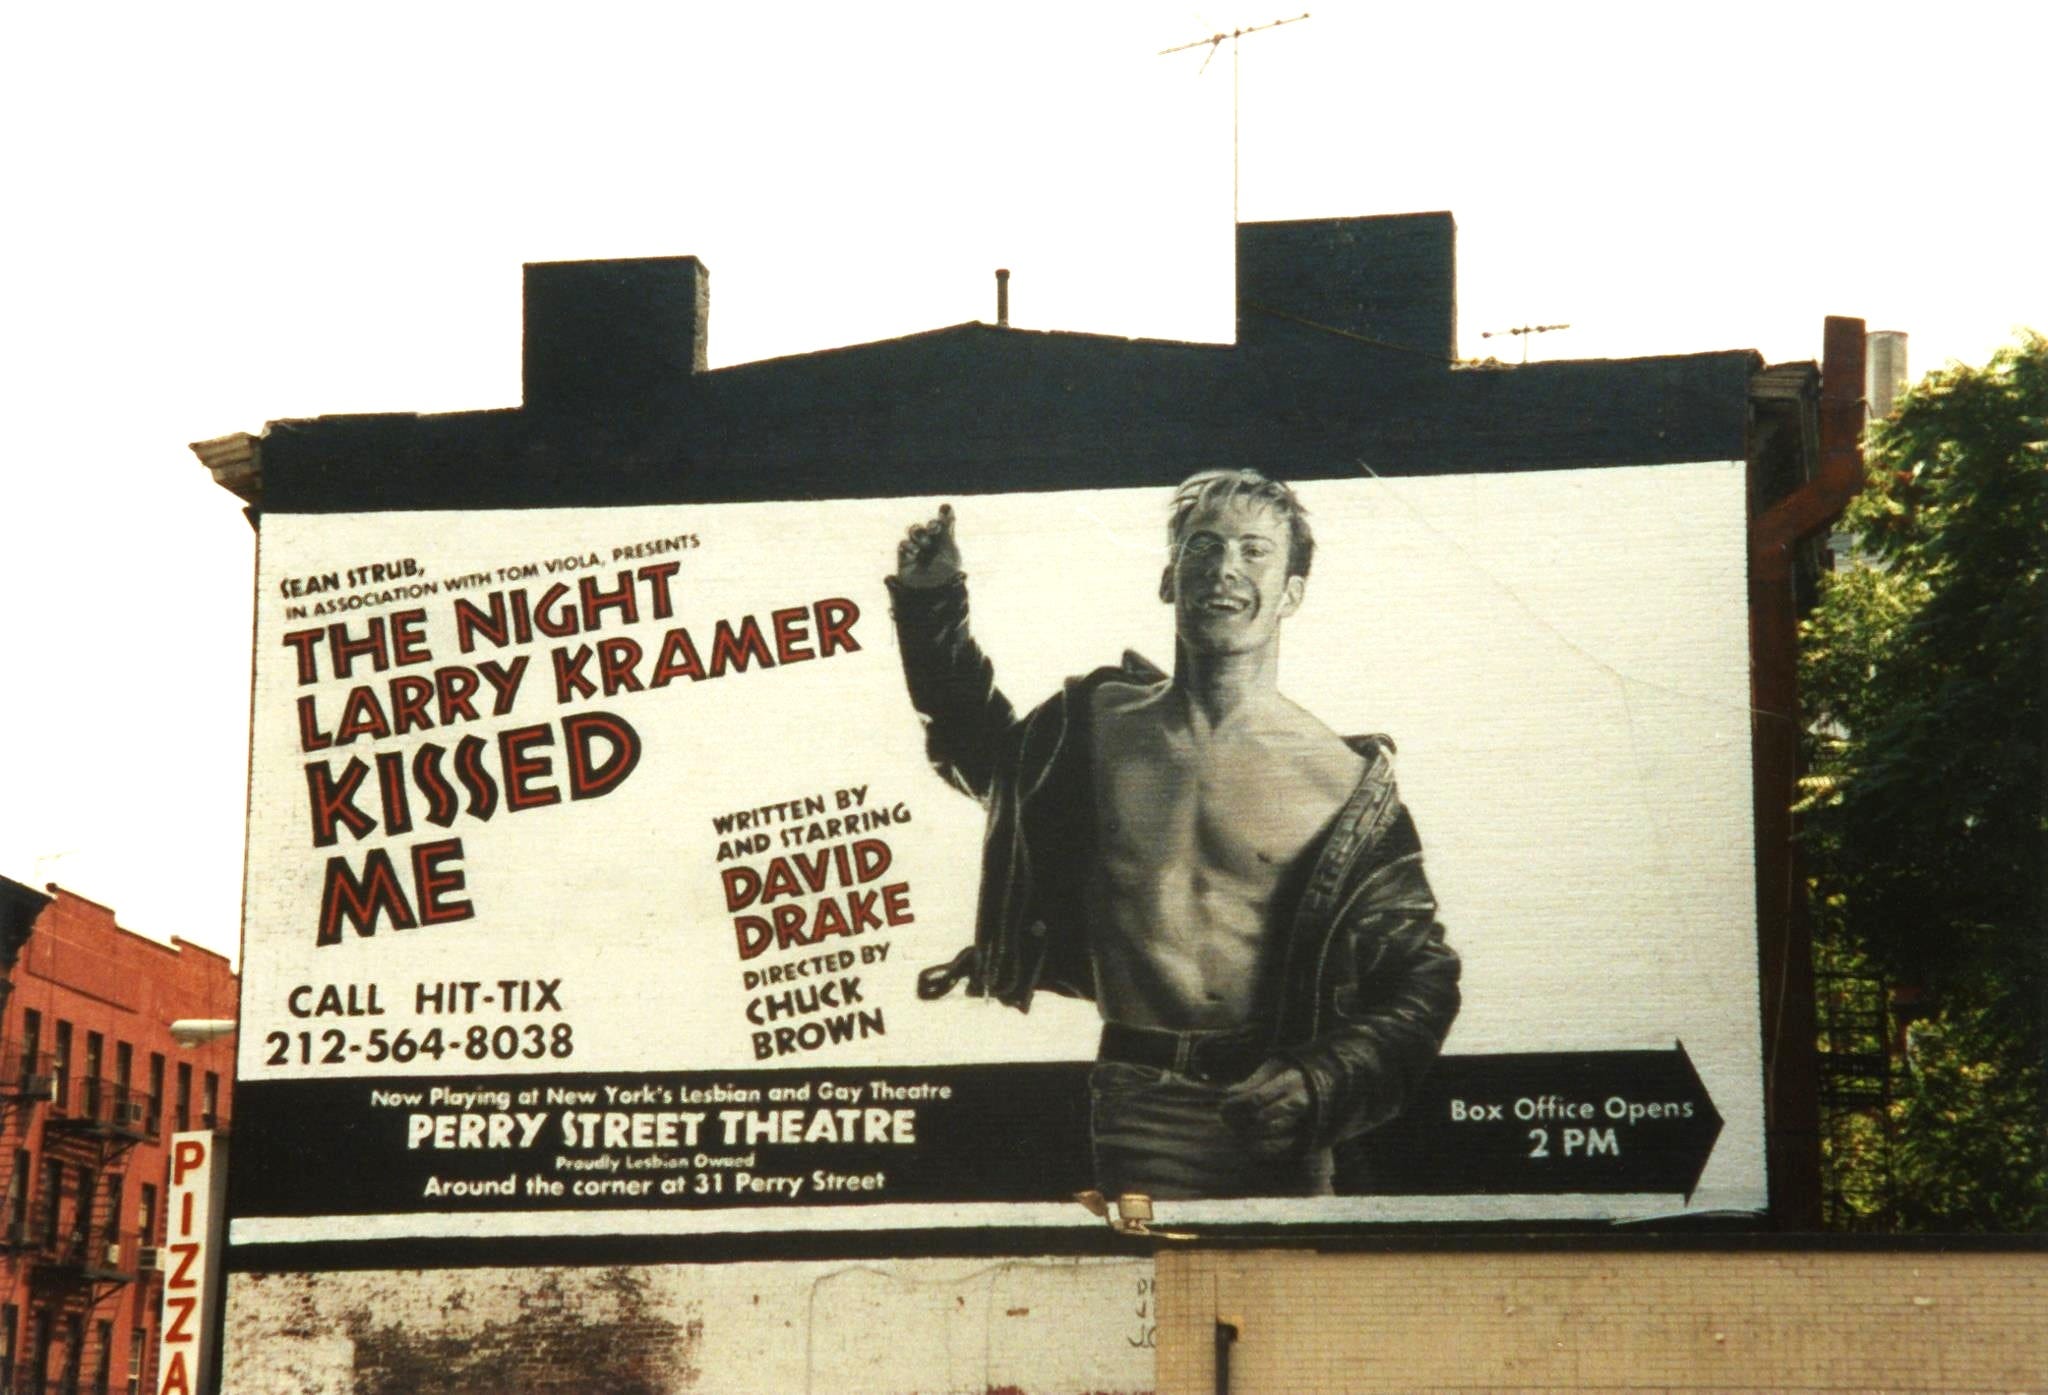 SEAN STRUB,
IN ASSOCIATION WITH TOM VIOLA, PRESENTS
THE NIGHT
LARRY KRAMER
KISSED
ME
WRITTEN BY
AND STARRING
DAVID
DRAKE
DIRECTED BY
CHUCK
BROWN
CALL HIT-TIX
212-564-8038
Now Playing at New York's Lesbian and Gay Theatre
PERRY STREET THEATRE
Proudly Lesbian Owned
Around the corner at 31 Perry Street
Box Office Opens
2 PM
PIZZA